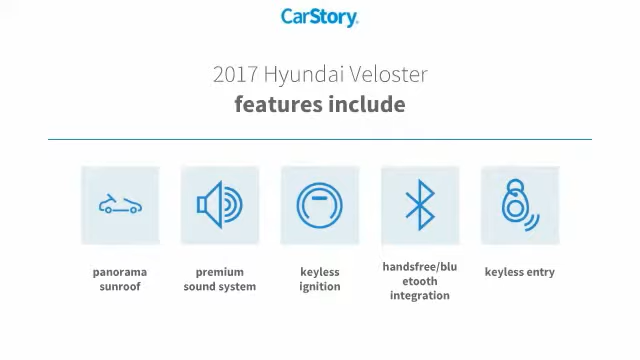 CarStory.
2017 Hyundai Veloster
features include
panorama
sunroof
premium
sound system
keyless
ignition
handsfree/blu
etooth
integration
keyless entry